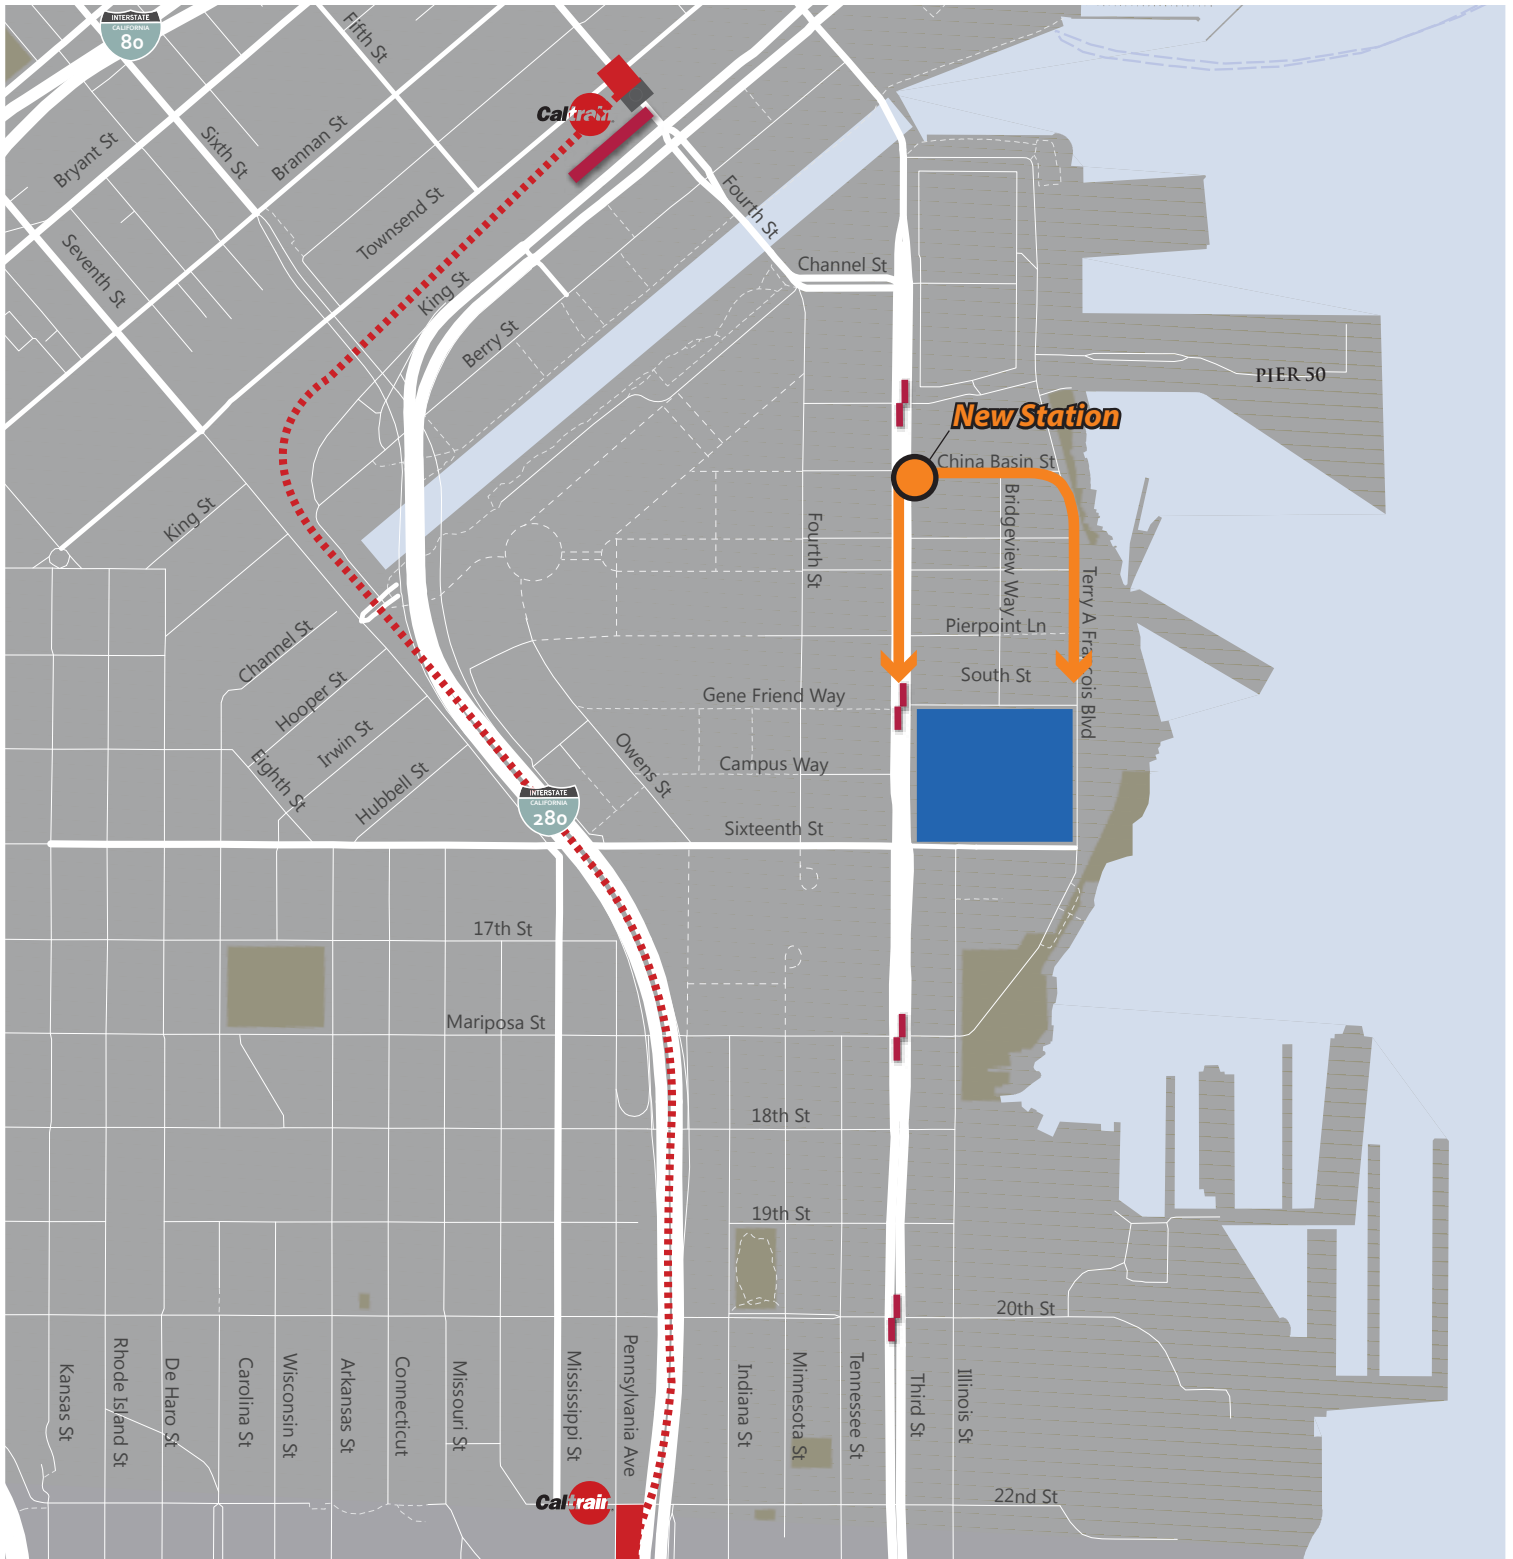 INTERSTATE
CALIFORNIA
80
Fifth St
Caltrain
Bryant St
Sixth St
Brannan St
Townsend St
Fourth St
Seventh St
Channel St
King St
Berry St
PIER 50
New Station
China Basin St
King St
Fourth St
Bridgeview Way
Terry A Francois Blvd
Channel St
Pierpoint Ln
Hooper St
South St
Gene Friend Way
Irwin St
Eighth St
Hubbell St
Owens St
Campus Way
INTERSTATE
CALIFORNIA
280
Sixteenth St
17th St
Mariposa St
18th St
19th St
20th St
Kansas St
Rhode Island St
De Haro St
Carolina St
Wisconsin St
Arkansas St
Connecticut
Missouri St
Mississippi St
Pennsylvania Ave
Indiana St
Minnesota St
Tennessee St
Third St
Illinois St
Caltrain
22nd St